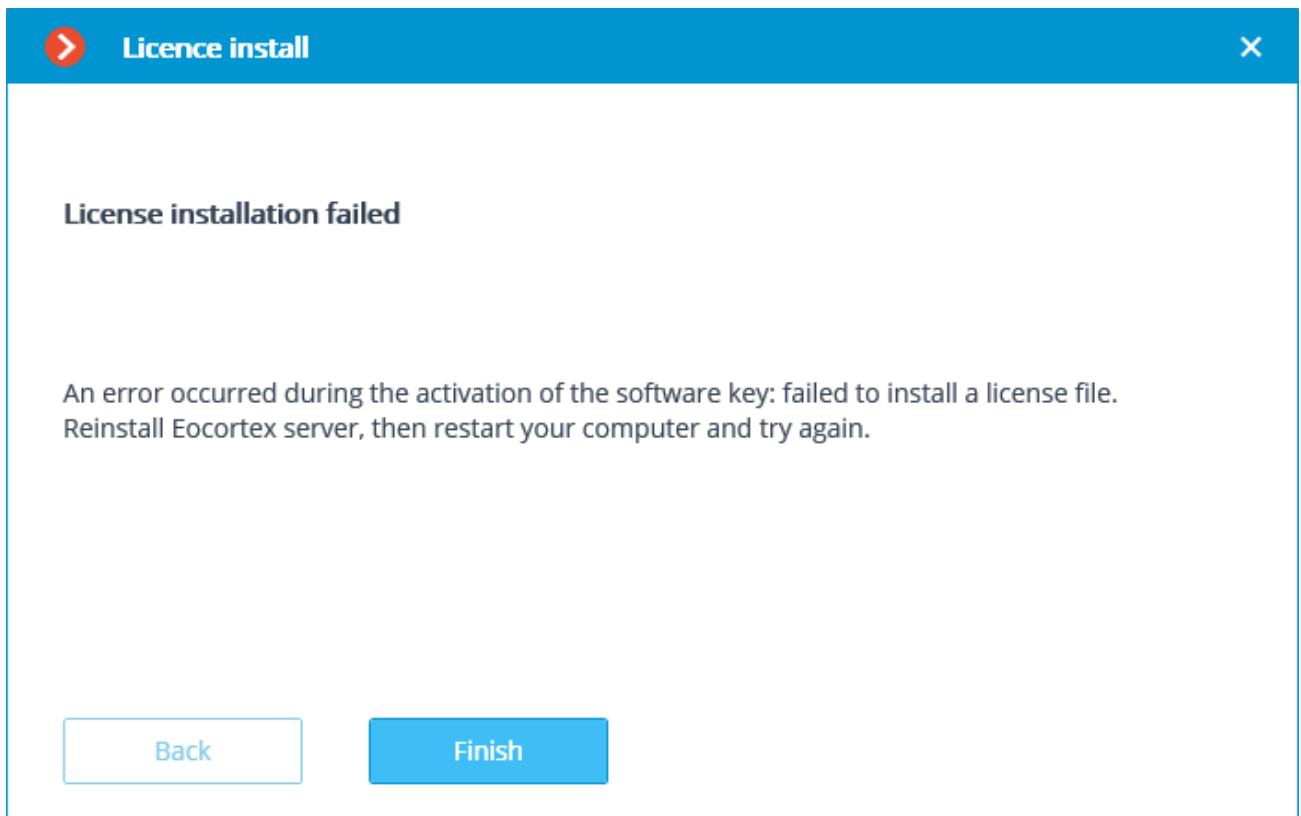 Licence install
License installation failed
An error occurred during the activation of the software key: failed to install a license file.
Reinstall Eocortex server, then restart your computer and try again.
Back
Finish